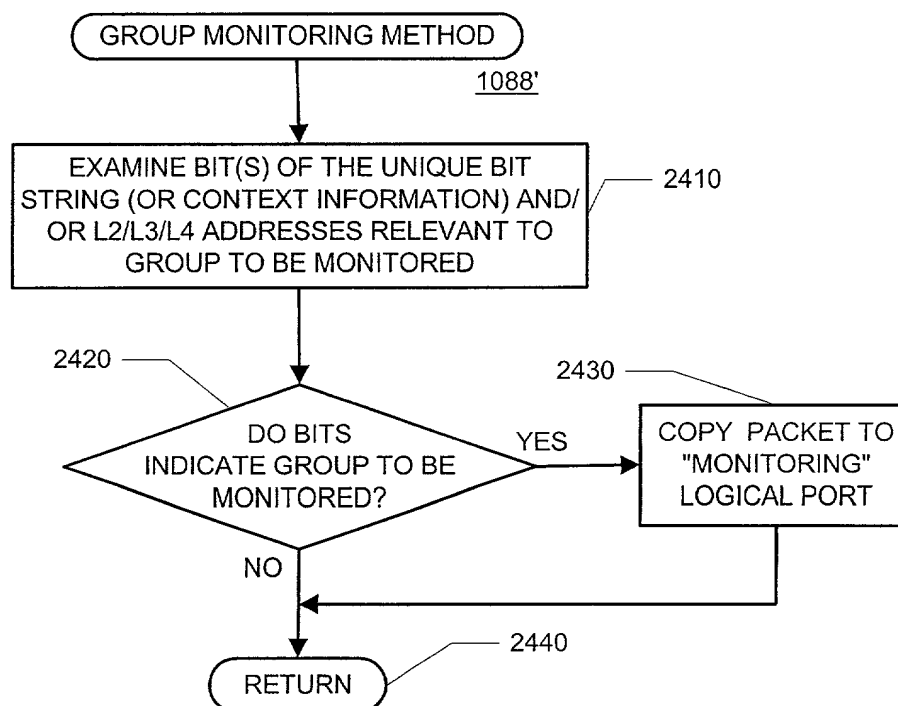 GROUP MONITORING METHOD
1088'
EXAMINE BIT(S) OF THE UNIQUE BIT
STRING (OR CONTEXT INFORMATION) AND/
OR L2/L3/L4 ADDRESSES RELEVANT TO
GROUP TO BE MONITORED
2410
2420
DO BITS
INDICATE GROUP TO BE
MONITORED?
YES
NO
2430
COPY PACKET TO
"MONITORING"
LOGICAL PORT
2440
RETURN